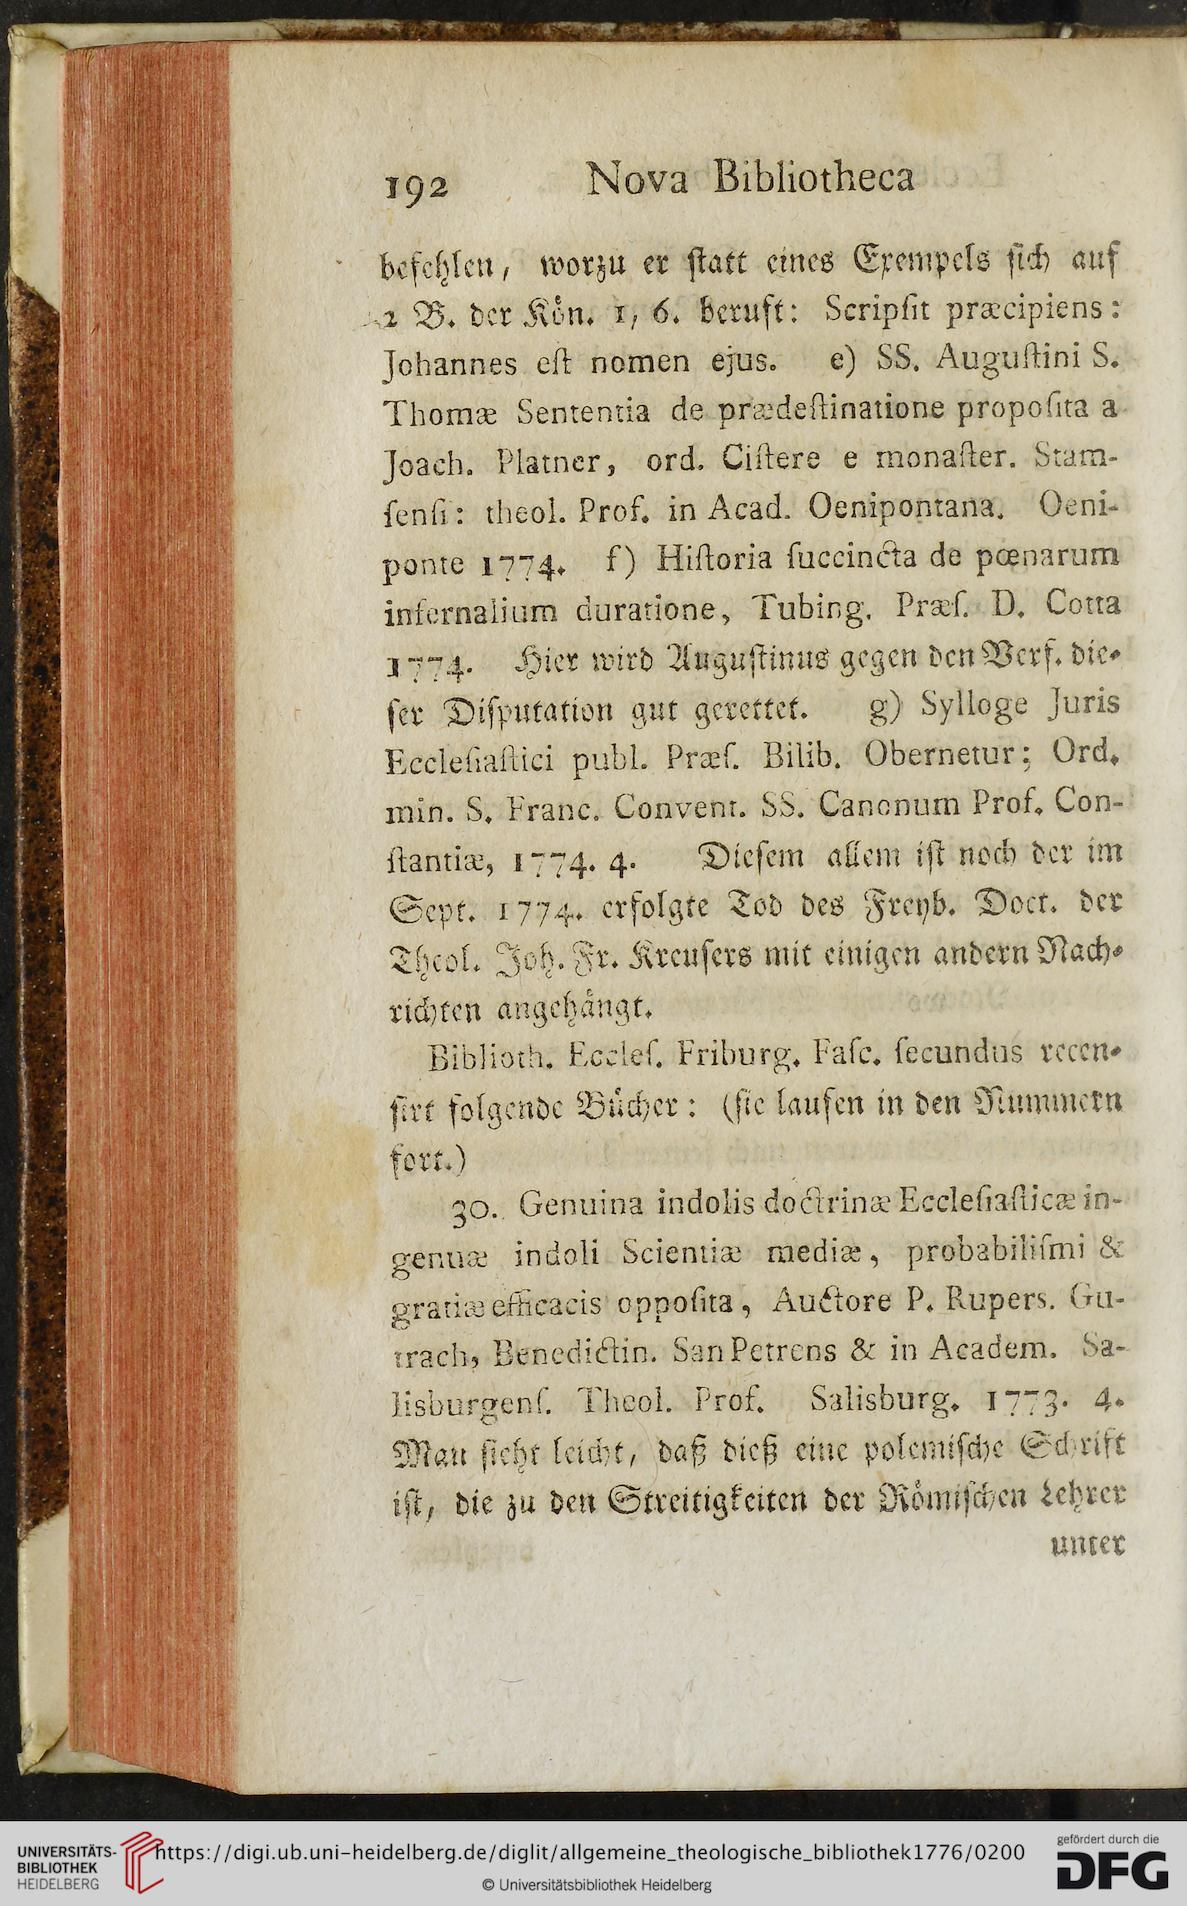 192 Nova Bibliotheca
befehlen, worzu er ſtatt eines Exempels ſich auf
2 B. der Kön. 1, 6. beruft: Scripſit præcipiens:
Johannes eſt nomen ejus. e) SS. Auguſtini S.
Thomæ Sententia de prædeſtinatione propoſita a
Joach. Platner, ord. Ciſtere e monaſter. Stam-
ſenſi: theol. Prof. in Acad. Oenipontana. Oeni-
ponte 1774. f) Hiſtoria ſuccincta de pœnarum
infernalium duratione, Tubing. Præſ. D. Cotta
1774. Hier wird Auguſtinus gegen den Verf. die-
ſer Diſputation gut gerettet. g) Sylloge Juris
Eccleſiaſtici publ. Præſ. Bilib. Obernetur; Ord.
min. S. Franc. Convent. SS. Canonum Prof. Con-
ſtantiæ, 1774. 4. Dieſem allem iſt noch der im
Sept. 1774. erfolgte Tod des Freyb. Doct. der
Theol. Joh. Fr. Kreuſers mit einigen andern Nach-
richten angehängt.
Biblioth. Eccleſ. Friburg. Faſc. ſecundus recen-
ſirt folgende Bücher: (ſie laufen in den Nummern
fort.)
30. Genuina indolis doctrinæ Eccleſiaſticæ in-
genuæ indoli Scientiæ mediæ, probabiliſmi &
gratiæ efficacis oppoſita, Auctore P. Rupers. Gu-
trach, Benedictin. San Petrens & in Academ. Sa-
lisburgenſ. Theol. Prof. Salisburg. 1773. 4.
Man ſieht leicht, daß dieß eine polemiſche Schrift
iſt, die zu den Streitigkeiten der Römiſchen Lehrer
unter
UNIVERSITÄTS-
BIBLIOTHEK
HEIDELBERG
https://digi.ub.uni-heidelberg.de/diglit/allgemeine_theologische_bibliothek1776/0200
© Universitätsbibliothek Heidelberg
gefördert durch die
DFG